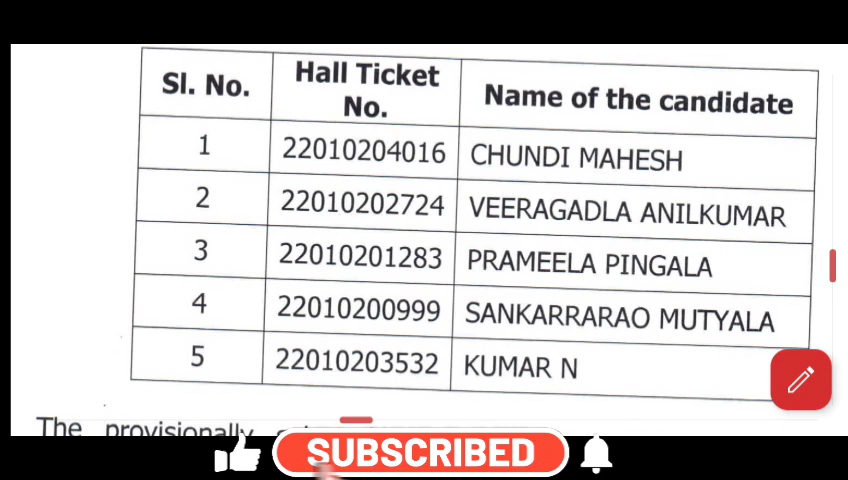 Sl. No. Hall Ticket No. Name of the candidate
1 22010204016 CHUNDI MAHESH
2 22010202724 VEERAGADLA ANILKUMAR
3 22010201283 PRAMEELA PINGALA
4 22010200999 SANKARRARAO MUTYALA
5 22010203532 KUMAR N
The provisionally
SUBSCRIBED